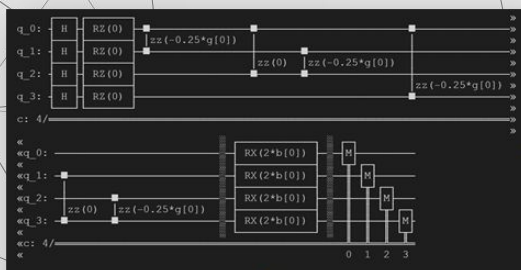 q_0: H RZ(0) »
zz(-0.25*g[0])
q_1: H RZ(0) »
zz(0) zz(-0.25*g[0])
q_2: H RZ(0) »
zz(-0.25*g[0])
q_3: H RZ(0) »
c: 4/ »
«
«q_0: RX(2*b[0]) M
«
«q_1: RX(2*b[0]) M
« zz(0)
«q_2: RX(2*b[0]) M
« zz(-0.25*g[0])
«q_3: RX(2*b[0]) M
«
«c: 4/
« 0 1 2 3